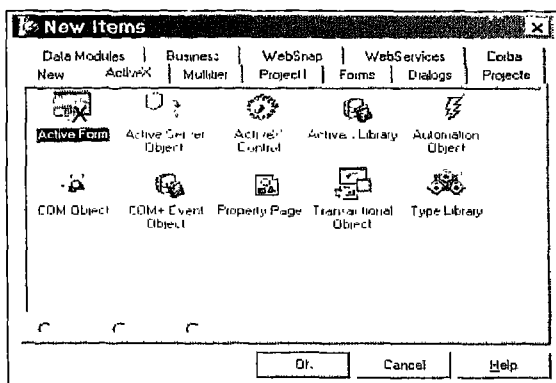 New Items
Data Modules Business WebSnap WebServices Corba
New ActiveX Multitier Project1 Forms Dialogs Projects
Active Form Active Server Object ActiveX Control ActiveX Library Automation Object
COM Object COM+ Event Object Property Page Transactional Object Type Library
OK Cancel Help